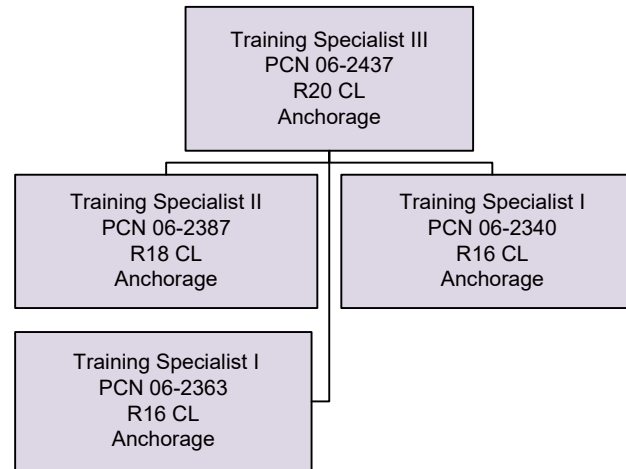 Training Specialist III
PCN 06-2437
R20 CL
Anchorage
Training Specialist II
PCN 06-2387
R18 CL
Anchorage
Training Specialist I
PCN 06-2340
R16 CL
Anchorage
Training Specialist I
PCN 06-2363
R16 CL
Anchorage